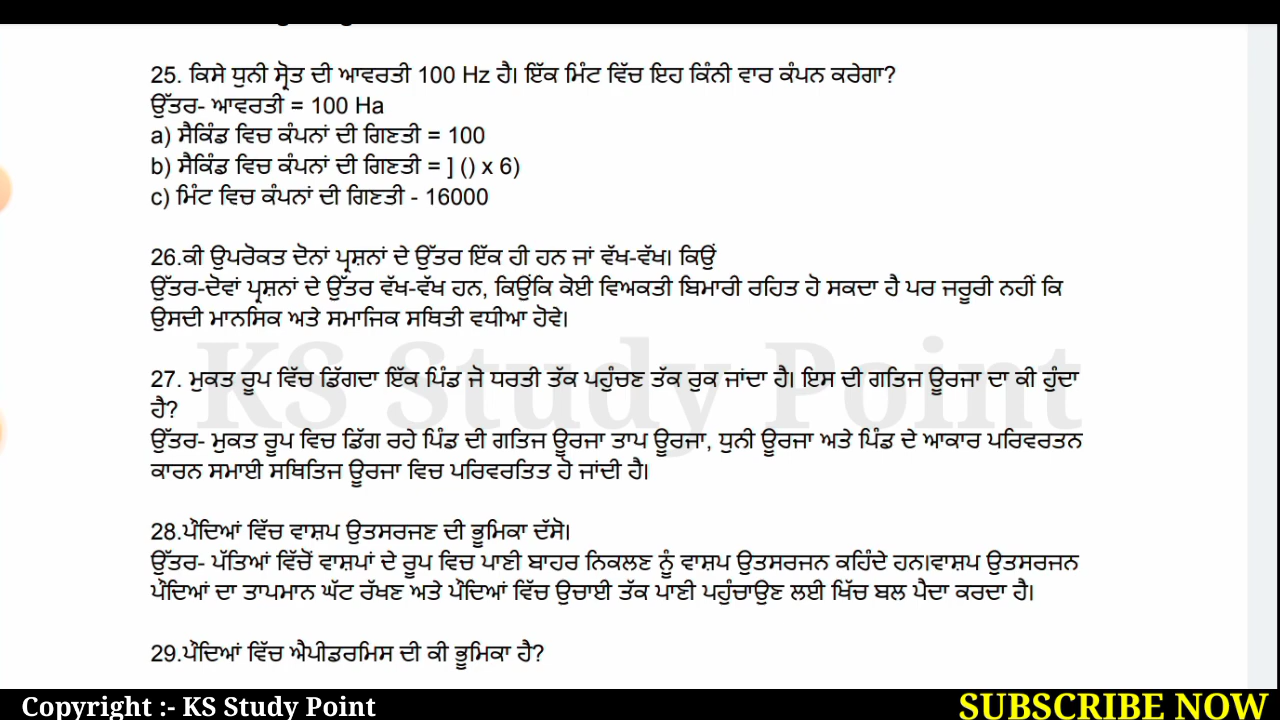 25. ਕਿਸੇ ਧੁਨੀ ਸ੍ਰੋਤ ਦੀ ਆਵਰਤੀ 100 Hz ਹੈ। ਇੱਕ ਮਿੰਟ ਵਿੱਚ ਇਹ ਕਿੰਨੀ ਵਾਰ ਕੰਪਨ ਕਰੇਗਾ?
ਉੱਤਰ- ਆਵਰਤੀ = 100 Ha
a) ਸੈਕਿੰਡ ਵਿਚ ਕੰਪਨਾਂ ਦੀ ਗਿਣਤੀ = 100
b) ਸੈਕਿੰਡ ਵਿਚ ਕੰਪਨਾਂ ਦੀ ਗਿਣਤੀ = ] () x 6)
c) ਮਿੰਟ ਵਿਚ ਕੰਪਨਾਂ ਦੀ ਗਿਣਤੀ - 16000
26.ਕੀ ਉਪਰੋਕਤ ਦੋਨਾਂ ਪ੍ਰਸ਼ਨਾਂ ਦੇ ਉੱਤਰ ਇੱਕ ਹੀ ਹਨ ਜਾਂ ਵੱਖ-ਵੱਖ। ਕਿਉਂ
ਉੱਤਰ-ਦੋਵਾਂ ਪ੍ਰਸ਼ਨਾਂ ਦੇ ਉੱਤਰ ਵੱਖ-ਵੱਖ ਹਨ, ਕਿਉਂਕਿ ਕੋਈ ਵਿਅਕਤੀ ਬਿਮਾਰੀ ਰਹਿਤ ਹੋ ਸਕਦਾ ਹੈ ਪਰ ਜਰੂਰੀ ਨਹੀਂ ਕਿ
ਉਸਦੀ ਮਾਨਸਿਕ ਅਤੇ ਸਮਾਜਿਕ ਸਥਿਤੀ ਵਧੀਆ ਹੋਵੇ।
KS Study Point
27. ਮੁਕਤ ਰੂਪ ਵਿੱਚ ਡਿੱਗਦਾ ਇੱਕ ਪਿੰਡ ਜੋ ਧਰਤੀ ਤੱਕ ਪਹੁੰਚਣ ਤੱਕ ਰੁਕ ਜਾਂਦਾ ਹੈ। ਇਸ ਦੀ ਗਤਿਜ ਊਰਜਾ ਦਾ ਕੀ ਹੁੰਦਾ
ਹੈ?
ਉੱਤਰ- ਮੁਕਤ ਰੂਪ ਵਿਚ ਡਿੱਗ ਰਹੇ ਪਿੰਡ ਦੀ ਗਤਿਜ ਊਰਜਾ ਤਾਪ ਊਰਜਾ, ਧੁਨੀ ਊਰਜਾ ਅਤੇ ਪਿੰਡ ਦੇ ਆਕਾਰ ਪਰਿਵਰਤਨ
ਕਾਰਨ ਸਮਾਈ ਸਥਿਤਿਜ ਊਰਜਾ ਵਿਚ ਪਰਿਵਰਤਿਤ ਹੋ ਜਾਂਦੀ ਹੈ।
28.ਪੌਦਿਆਂ ਵਿੱਚ ਵਾਸ਼ਪ ਉਤਸਰਜਣ ਦੀ ਭੂਮਿਕਾ ਦੱਸੋ।
ਉੱਤਰ- ਪੱਤਿਆਂ ਵਿੱਚੋਂ ਵਾਸ਼ਪਾਂ ਦੇ ਰੂਪ ਵਿਚ ਪਾਣੀ ਬਾਹਰ ਨਿਕਲਣ ਨੂੰ ਵਾਸ਼ਪ ਉਤਸਰਜਨ ਕਹਿੰਦੇ ਹਨ।ਵਾਸ਼ਪ ਉਤਸਰਜਨ
ਪੌਦਿਆਂ ਦਾ ਤਾਪਮਾਨ ਘੱਟ ਰੱਖਣ ਅਤੇ ਪੌਦਿਆਂ ਵਿੱਚ ਉਚਾਈ ਤੱਕ ਪਾਣੀ ਪਹੁੰਚਾਉਣ ਲਈ ਖਿੱਚ ਬਲ ਪੈਦਾ ਕਰਦਾ ਹੈ।
29.ਪੌਦਿਆਂ ਵਿੱਚ ਐਪੀਡਰਮਿਸ ਦੀ ਕੀ ਭੂਮਿਕਾ ਹੈ?
Copyright :- KS Study Point
SUBSCRIBE NOW